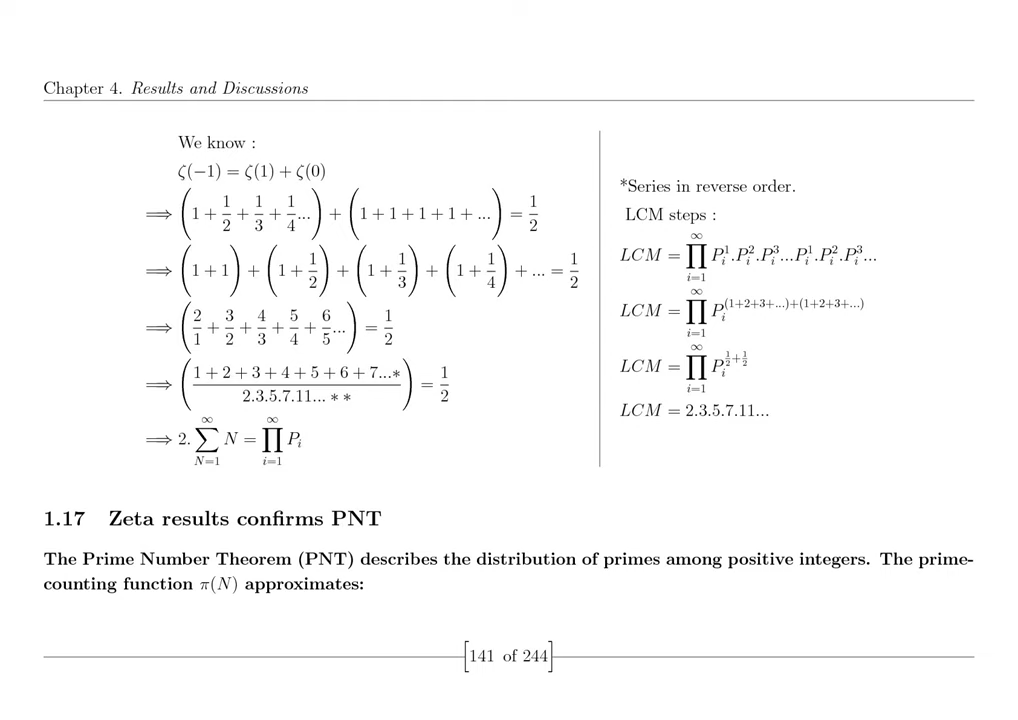 Chapter 4. Results and Discussions
We know :
ζ(−1) = ζ(1) + ζ(0)
⟹ (1 + 1/2 + 1/3 + 1/4...) + (1 + 1 + 1 + 1 + ...) = 1/2
⟹ (1 + 1) + (1 + 1/2) + (1 + 1/3) + (1 + 1/4) + ... = 1/2
⟹ (2/1 + 3/2 + 4/3 + 5/4 + 6/5...) = 1/2
⟹ ((1 + 2 + 3 + 4 + 5 + 6 + 7...∗)/(2.3.5.7.11... ∗ ∗)) = 1/2
⟹ 2. ∑_{N=1}^{∞} N = ∏_{i=1}^{∞} P_i
*Series in reverse order.
LCM steps :
LCM = ∏_{i=1}^{∞} P_i^1.P_i^2.P_i^3...P_i^1.P_i^2.P_i^3...
LCM = ∏_{i=1}^{∞} P_i^{(1+2+3+...)+(1+2+3+...)}
LCM = ∏_{i=1}^{∞} P_i^{1/2+1/2}
LCM = 2.3.5.7.11...
1.17 Zeta results confirms PNT
The Prime Number Theorem (PNT) describes the distribution of primes among positive integers. The prime-
counting function π(N) approximates:
[141 of 244]